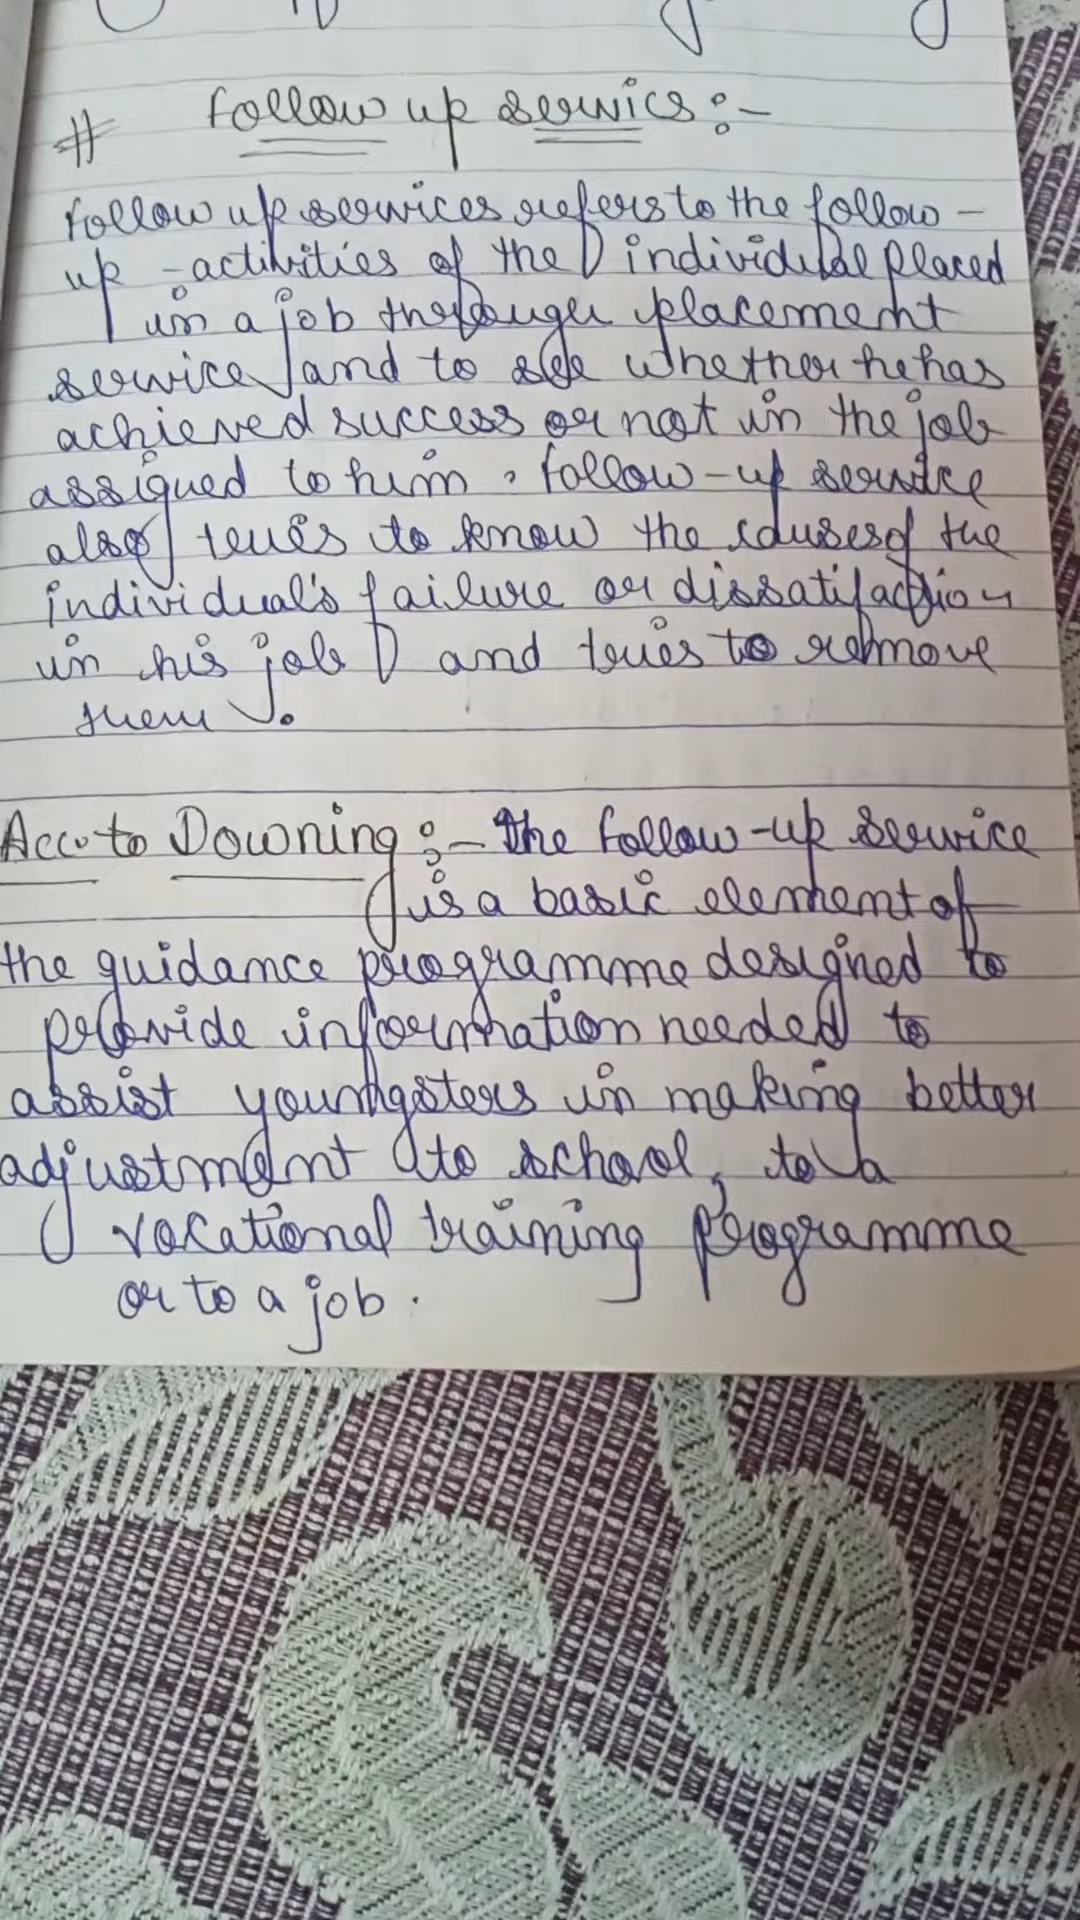 # Follow up servics :-
Follow up services refers to the follow -
up - activities of the individual placed
in a job through placement
service and to see whether he has
achieved success or not in the job
assigned to him . follow-up service
also tries to know the causes of the
individual's failure or dissatifaction
in his job and tries to remove
them .
Acc. to Downing :- The follow-up service
is a basic element of
the guidance programme designed to
provide information needed to
assist youngsters in making better
adjustment to school, to a
vocational training programme
or to a job .